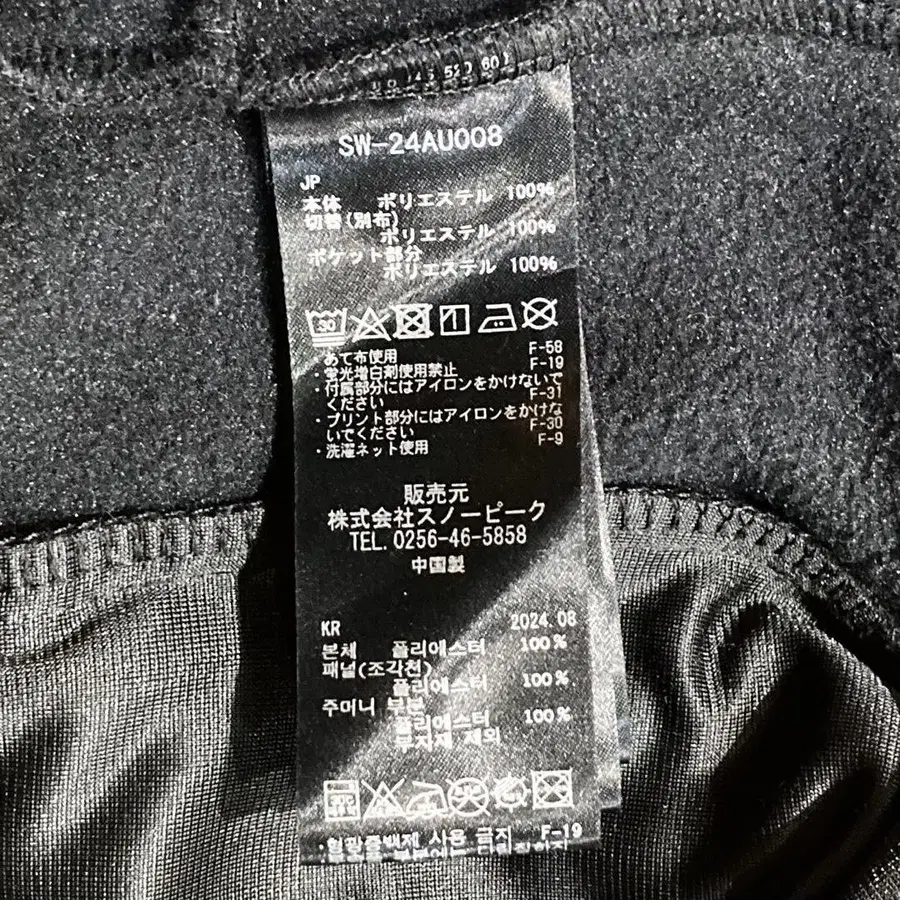 SW-24AU008
JP
本体 ポリエステル 100%
切替(別布)
ポリエステル 100%
ポケット部分
ポリエステル 100%
30
・あて布使用 F-58
・蛍光増白剤使用禁止 F-19
・付属部分にはアイロンをかけないで
ください F-31
・プリント部分にはアイロンをかけな
いでください F-30
・洗濯ネット使用 F-9
販売元
株式会社スノーピーク
TEL.0256-46-5858
中国製
KR 2024.08
본체 폴리에스터 100%
패널(조각천)
폴리에스터 100%
주머니 부분
폴리에스터 100%
무지재 제외
・형광증백제 사용 금지 F-19